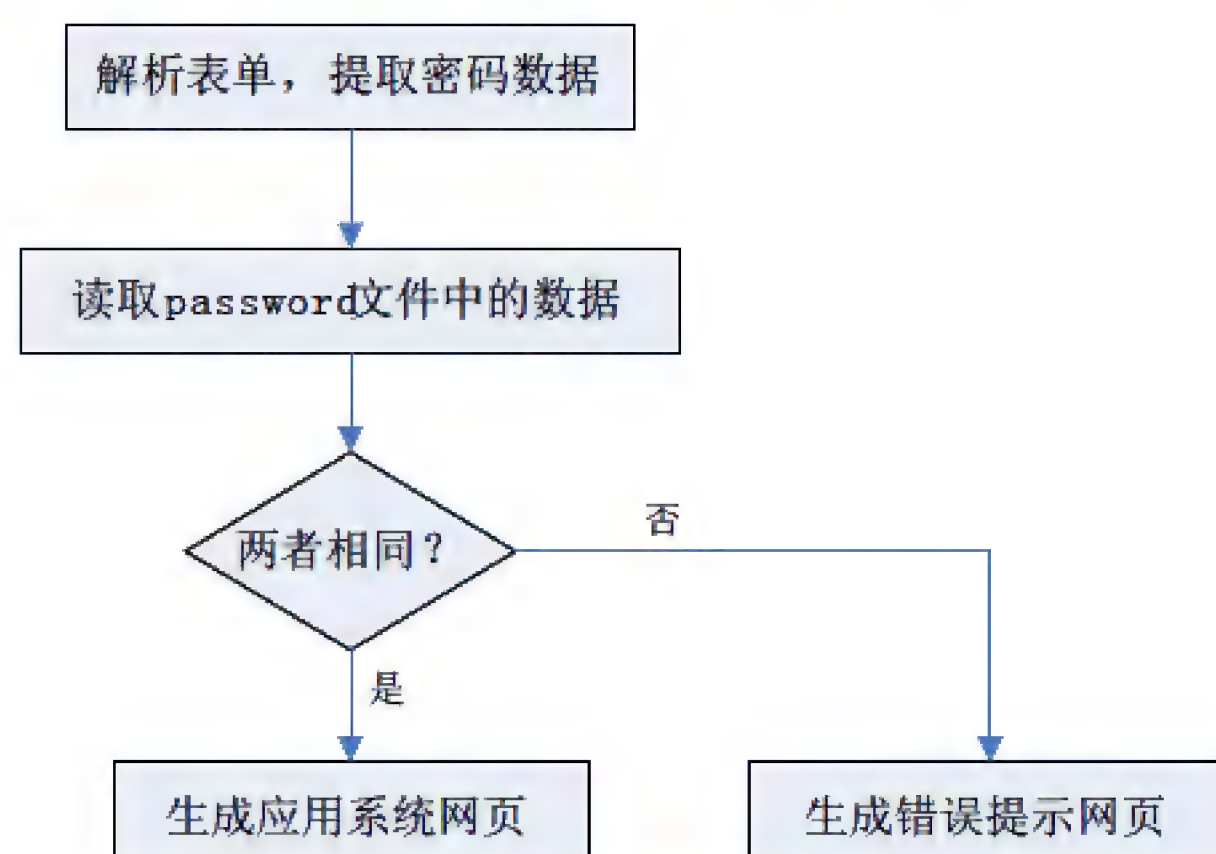 解析表单，提取密码数据
读取password文件中的数据
两者相同？
否
是
生成应用系统网页
生成错误提示网页